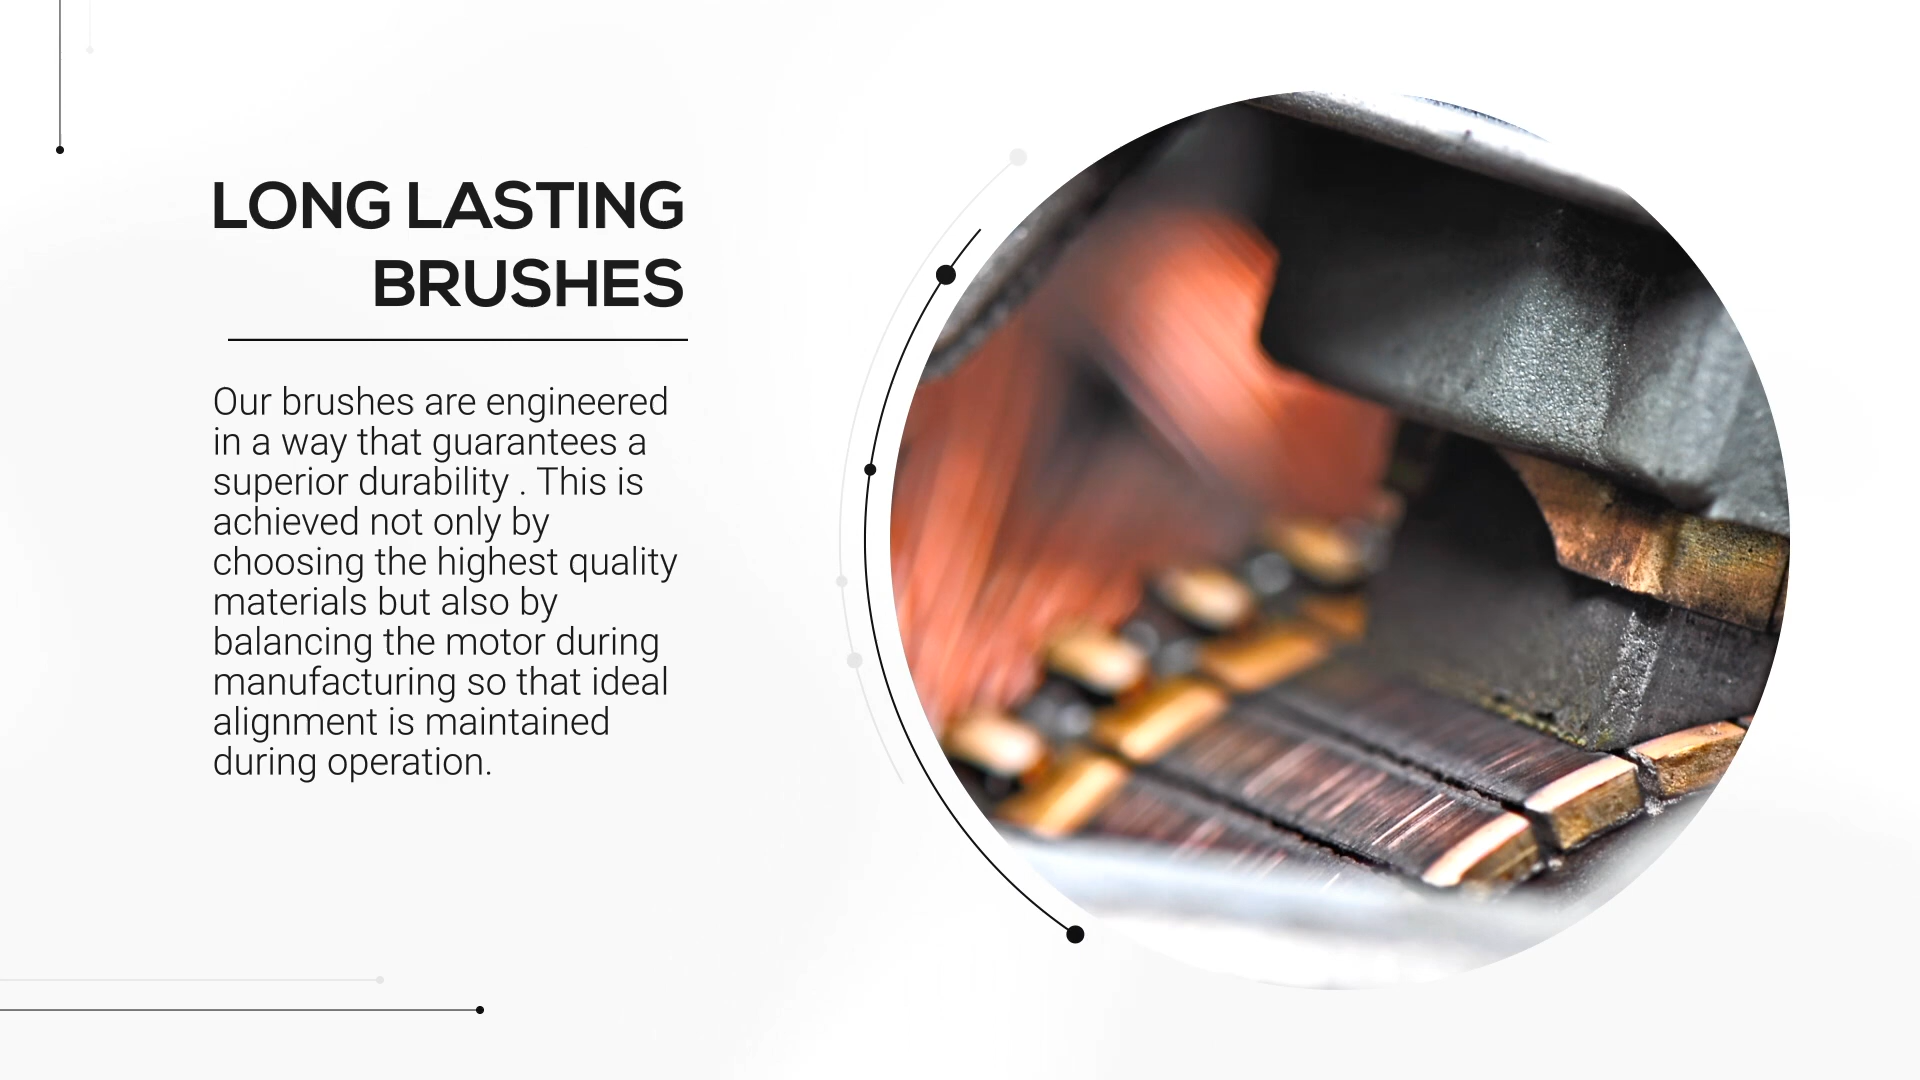 LONG LASTING
BRUSHES
Our brushes are engineered
in a way that guarantees a
superior durability . This is
achieved not only by
choosing the highest quality
materials but also by
balancing the motor during
manufacturing so that ideal
alignment is maintained
during operation.